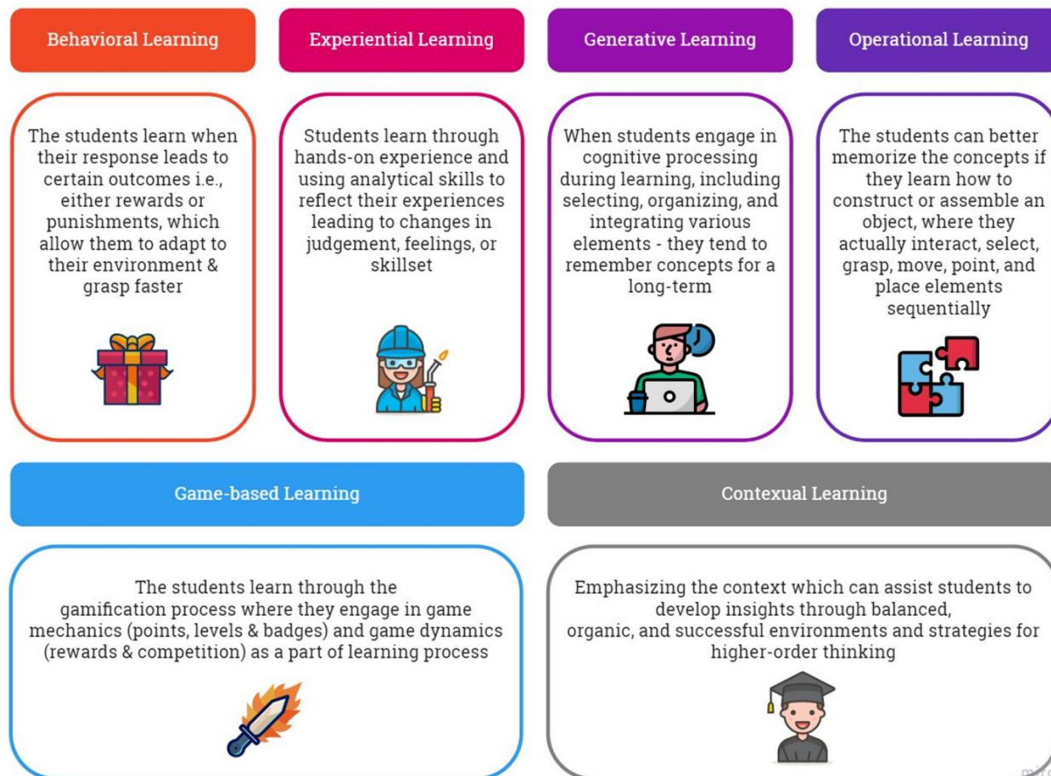 Behavioral Learning
Experiential Learning
Generative Learning
Operational Learning
The students learn when
their response leads to
certain outcomes i.e.,
either rewards or
punishments, which
allow them to adapt to
their environment &
grasp faster
Students learn through
hands-on experience and
using analytical skills to
reflect their experiences
leading to changes in
judgement, feelings, or
skillset
When students engage in
cognitive processing
during learning, including
selecting, organizing, and
integrating various
elements - they tend to
remember concepts for a
long-term
The students can better
memorize the concepts if
they learn how to
construct or assemble an
object, where they
actually interact, select,
grasp, move, point, and
place elements
sequentially
Game-based Learning
Contexual Learning
The students learn through the
gamification process where they engage in game
mechanics (points, levels & badges) and game dynamics
(rewards & competition) as a part of learning process
Emphasizing the context which can assist students to
develop insights through balanced,
organic, and successful environments and strategies for
higher-order thinking